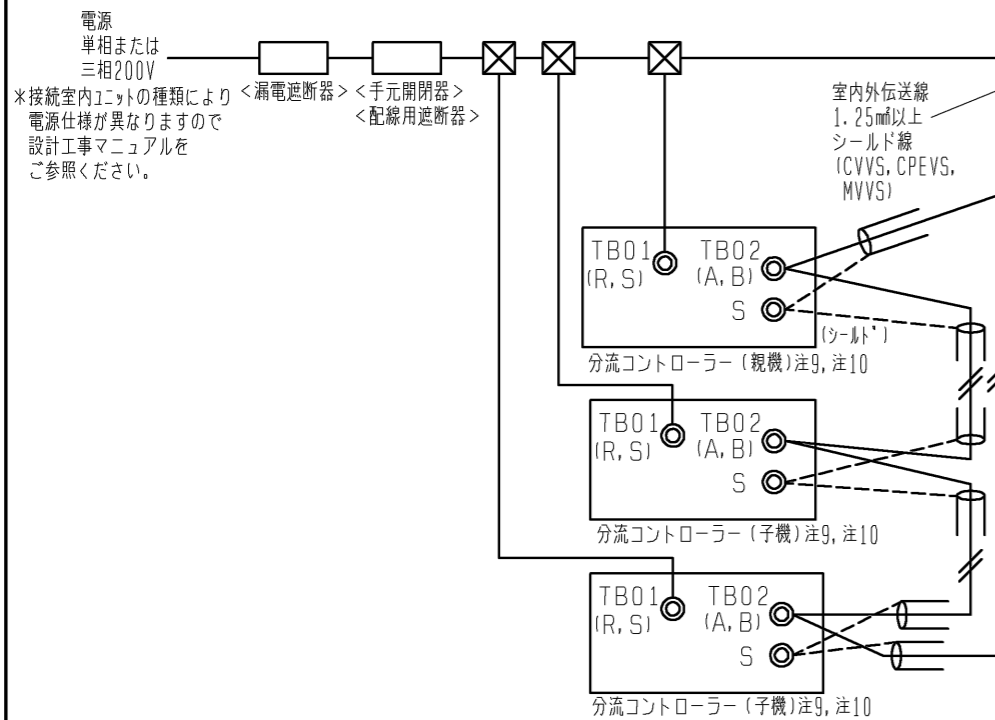 電源
単相または
三相200V
＊接続室内ユニットの種類により
電源仕様が異なりますので
設計工事マニュアルを
ご参照ください。
<漏電遮断器>
<手元開閉器>
<配線用遮断器>
室内外伝送線
1.25㎟以上
シールド線
(CVVS,CPEVS,
MVVS)
TB01
(R,S)
TB02
(A,B)
S
(シールド)
分流コントローラー(親機)注9,注10
TB01
(R,S)
TB02
(A,B)
S
分流コントローラー(子機)注9,注10
TB01
(R,S)
TB02
(A,B)
S
分流コントローラー(子機)注9,注10